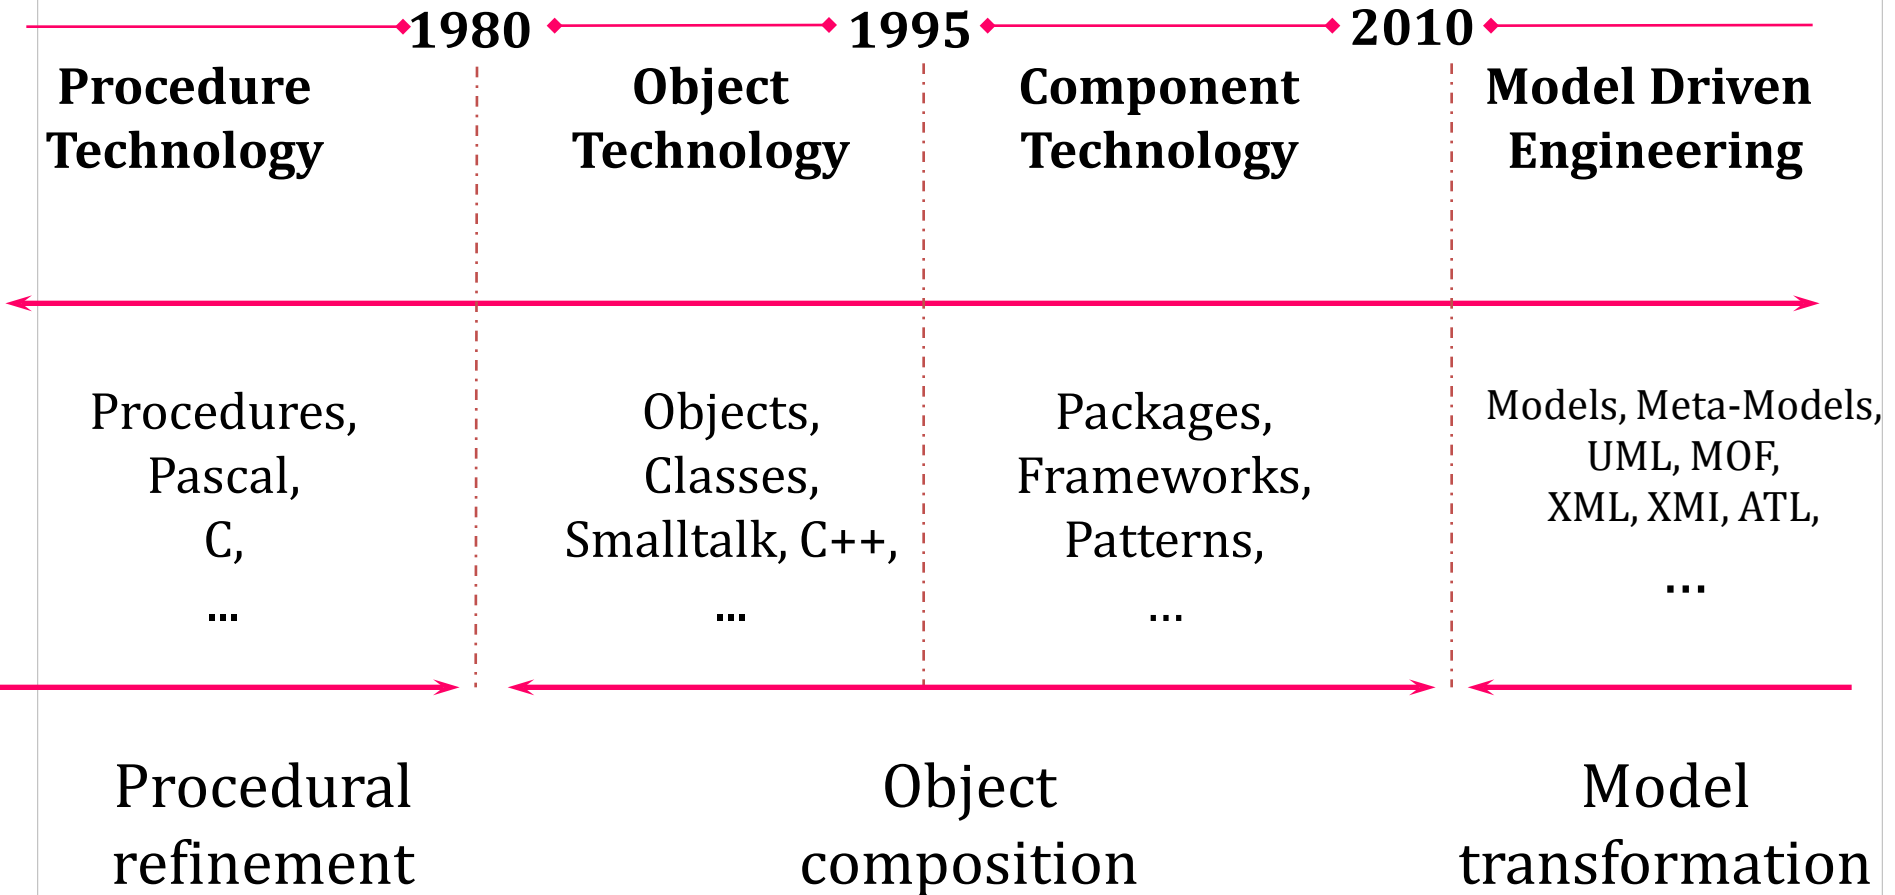 1980
1995
2010
Procedure
Technology
Object
Technology
Component
Technology
Model Driven
Engineering
Procedures,
Pascal,
C,
...
Objects,
Classes,
Smalltalk, C++,
...
Packages,
Frameworks,
Patterns,
...
Models, Meta-Models,
UML, MOF,
XML, XMI, ATL,
...
Procedural
refinement
Object
composition
Model
transformation